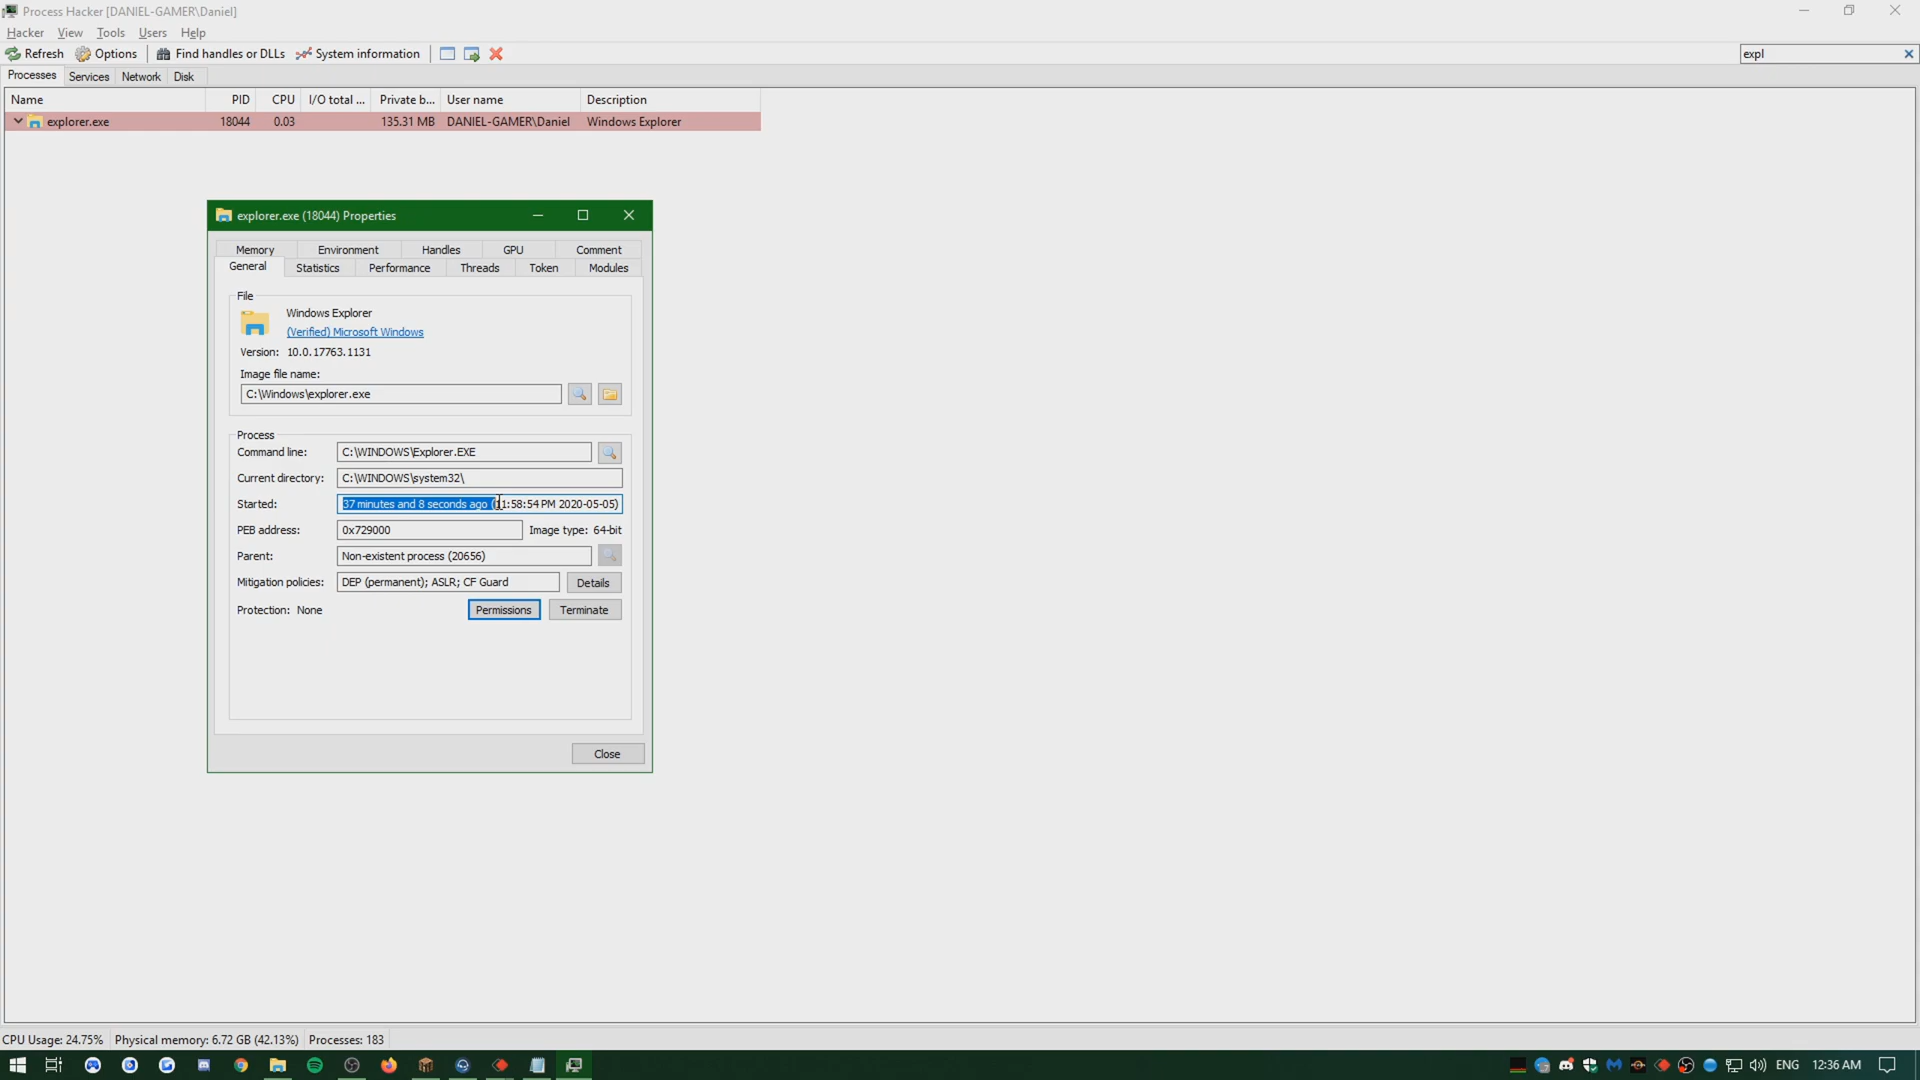 Process Hacker [DANIEL-GAMER\Daniel]
Hacker View Tools Users Help
Refresh Options Find handles or DLLs System information expl
Processes Services Network Disk
Name PID CPU I/O total ... Private b... User name Description
explorer.exe 18044 0.03 135.31 MB DANIEL-GAMER\Daniel Windows Explorer
explorer.exe (18044) Properties
Memory Environment Handles GPU Comment
General Statistics Performance Threads Token Modules
File
Windows Explorer
(Verified) Microsoft Windows
Version: 10.0.17763.1131
Image file name:
C:\Windows\explorer.exe
Process
Command line: C:\WINDOWS\Explorer.EXE
Current directory: C:\WINDOWS\system32\
Started: 37 minutes and 8 seconds ago (11:58:54 PM 2020-05-05)
PEB address: 0x729000 Image type: 64-bit
Parent: Non-existent process (20656)
Mitigation policies: DEP (permanent); ASLR; CF Guard Details
Protection: None Permissions Terminate
Close
CPU Usage: 24.75% Physical memory: 6.72 GB (42.13%) Processes: 183
ENG 12:36 AM